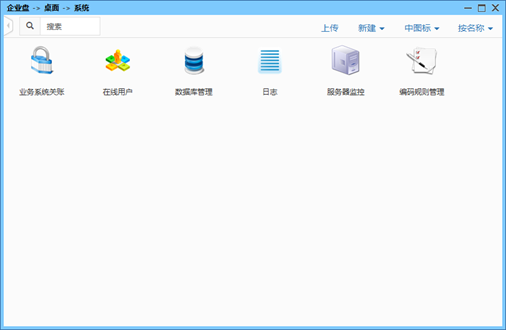 企业盘 -> 桌面 -> 系统
搜索 上传 新建 中图标 按名称
业务系统关账 在线用户 数据库管理 日志 服务器监控 编码规则管理